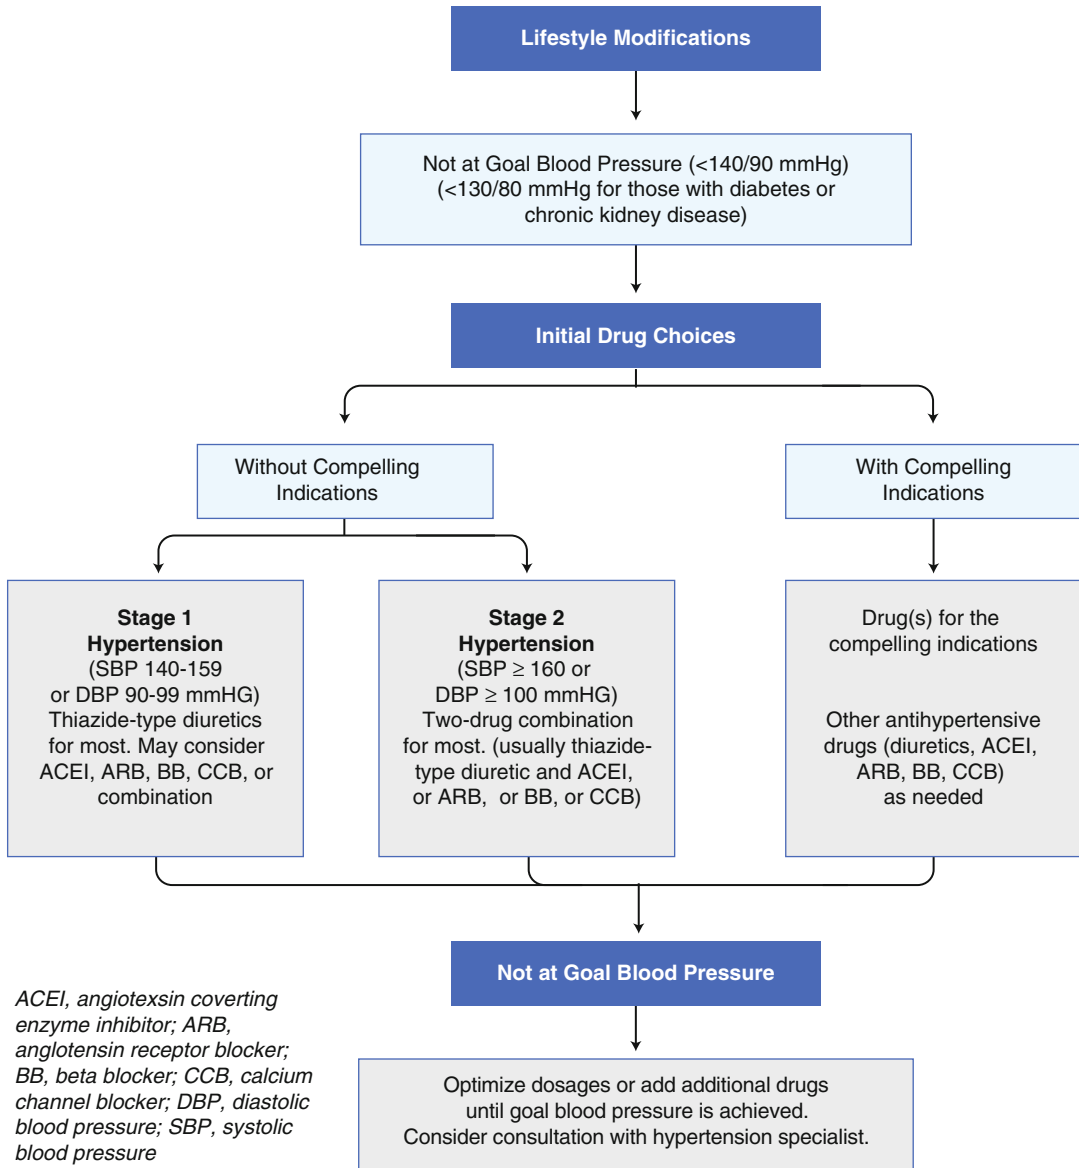 Lifestyle Modifications
Not at Goal Blood Pressure (<140/90 mmHg)
(<130/80 mmHg for those with diabetes or
chronic kidney disease)
Initial Drug Choices
Without Compelling
Indications
With Compelling
Indications
Stage 1
Hypertension
(SBP 140-159
or DBP 90-99 mmHG)
Thiazide-type diuretics
for most. May consider
ACEI, ARB, BB, CCB, or
combination
Stage 2
Hypertension
(SBP ≥ 160 or
DBP ≥ 100 mmHG)
Two-drug combination
for most. (usually thiazide-
type diuretic and ACEI,
or ARB, or BB, or CCB)
Drug(s) for the
compelling indications
Other antihypertensive
drugs (diuretics, ACEI,
ARB, BB, CCB)
as needed
Not at Goal Blood Pressure
Optimize dosages or add additional drugs
until goal blood pressure is achieved.
Consider consultation with hypertension specialist.
ACEI, angiotexsin coverting
enzyme inhibitor; ARB,
anglotensin receptor blocker;
BB, beta blocker; CCB, calcium
channel blocker; DBP, diastolic
blood pressure; SBP, systolic
blood pressure